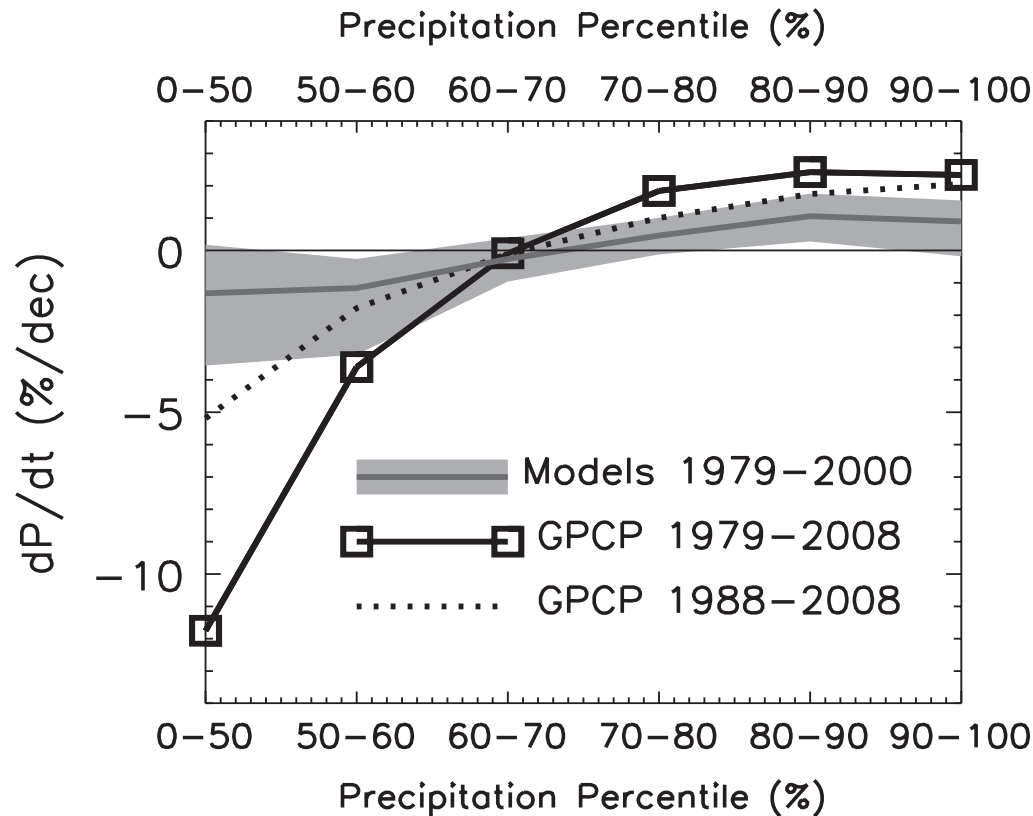 Precipitation Percentile (%)
0−50 50−60 60−70 70−80 80−90 90−100
dP/dt (%/dec)
0
−5
−10
Models 1979−2000
GPCP 1979−2008
GPCP 1988−2008
0−50 50−60 60−70 70−80 80−90 90−100
Precipitation Percentile (%)